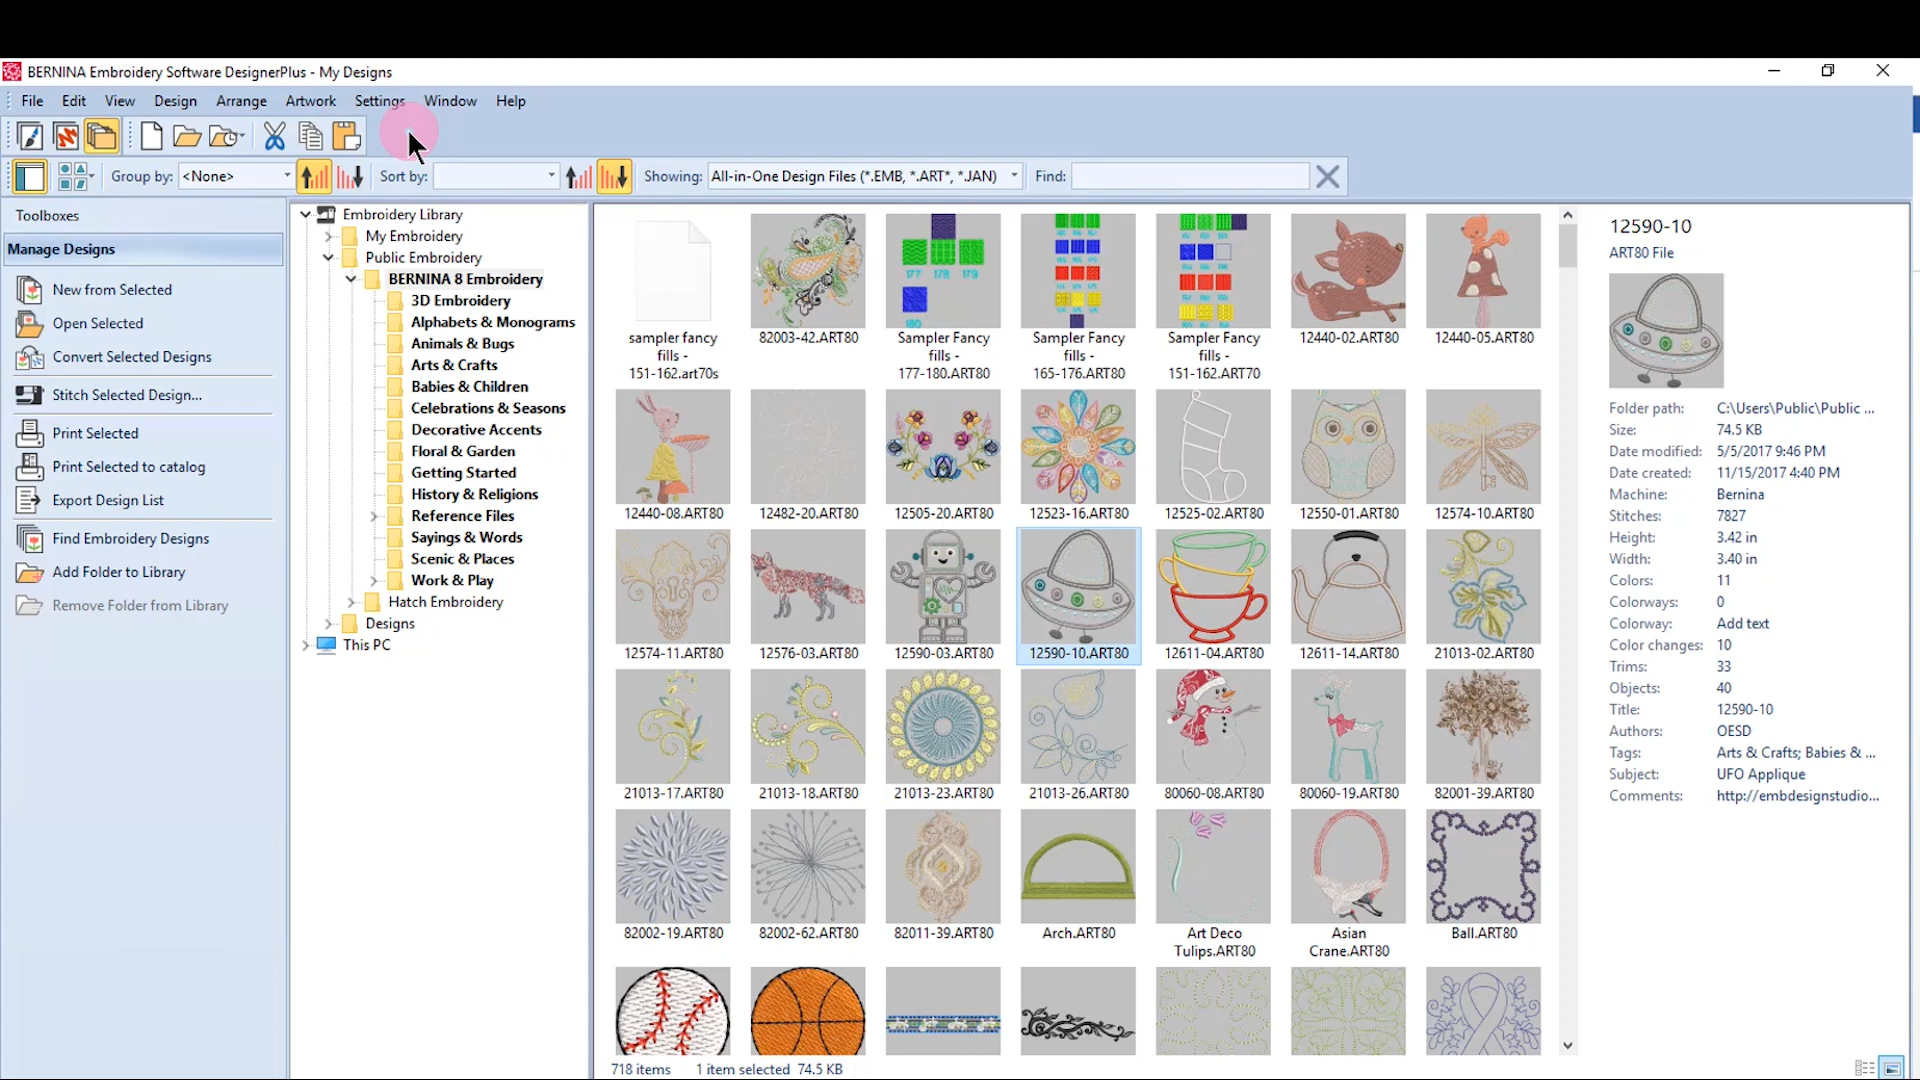 BERNINA Embroidery Software DesignerPlus - My Designs
File Edit View Design Arrange Artwork Settings Window Help
Group by: <None> Sort by: Showing: All-in-One Design Files (*.EMB, *.ART*, *.JAN) Find:
Toolboxes
Manage Designs
New from Selected
Open Selected
Convert Selected Designs
Stitch Selected Design...
Print Selected
Print Selected to catalog
Export Design List
Find Embroidery Designs
Add Folder to Library
Remove Folder from Library
Embroidery Library
My Embroidery
Public Embroidery
BERNINA 8 Embroidery
3D Embroidery
Alphabets & Monograms
Animals & Bugs
Arts & Crafts
Babies & Children
Celebrations & Seasons
Decorative Accents
Floral & Garden
Getting Started
History & Religions
Reference Files
Sayings & Words
Scenic & Places
Work & Play
Hatch Embroidery
Designs
This PC
177 178 179
180
sampler fancy fills - 151-162.art70s
82003-42.ART80
Sampler Fancy fills - 177-180.ART80
Sampler Fancy fills - 165-176.ART80
Sampler Fancy fills - 151-162.ART70
12440-02.ART80
12440-05.ART80
12440-08.ART80 12482-20.ART80 12505-20.ART80 12523-16.ART80 12525-02.ART80 12550-01.ART80 12574-10.ART80
12574-11.ART80 12576-03.ART80 12590-03.ART80 12590-10.ART80 12611-04.ART80 12611-14.ART80 21013-02.ART80
21013-17.ART80 21013-18.ART80 21013-23.ART80 21013-26.ART80 80060-08.ART80 80060-19.ART80 82001-39.ART80
82002-19.ART80 82002-62.ART80 82011-39.ART80 Arch.ART80 Art Deco Tulips.ART80 Asian Crane.ART80 Ball.ART80
718 items 1 item selected 74.5 KB
12590-10
ART80 File
Folder path: C:\Users\Public\Public ...
Size: 74.5 KB
Date modified: 5/5/2017 9:46 PM
Date created: 11/15/2017 4:40 PM
Machine: Bernina
Stitches: 7827
Height: 3.42 in
Width: 3.40 in
Colors: 11
Colorways: 0
Colorway: Add text
Color changes: 10
Trims: 33
Objects: 40
Title: 12590-10
Authors: OESD
Tags: Arts & Crafts; Babies & ...
Subject: UFO Applique
Comments: http://embdesignstudio...